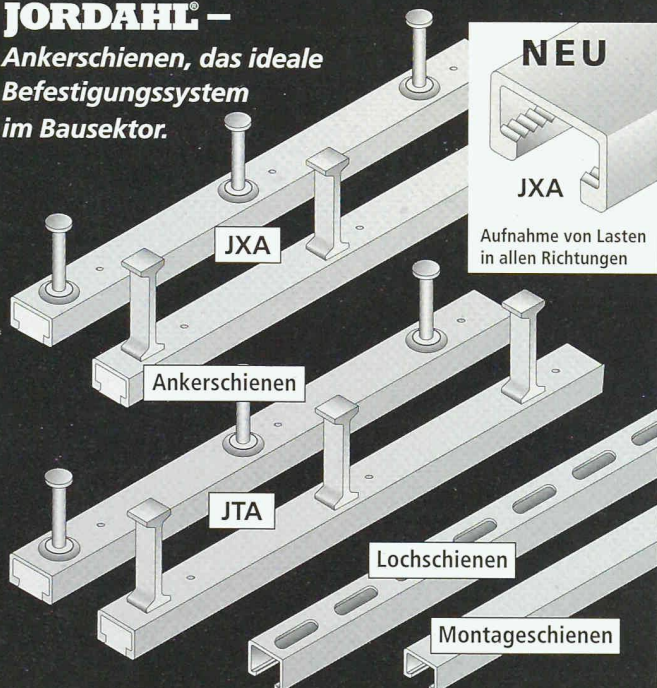 JORDAHL® –
Ankerschienen, das ideale
Befestigungssystem
im Bausektor.
NEU
JXA
Aufnahme von Lasten
in allen Richtungen
JXA
Ankerschienen
JTA
Lochschienen
Montageschienen